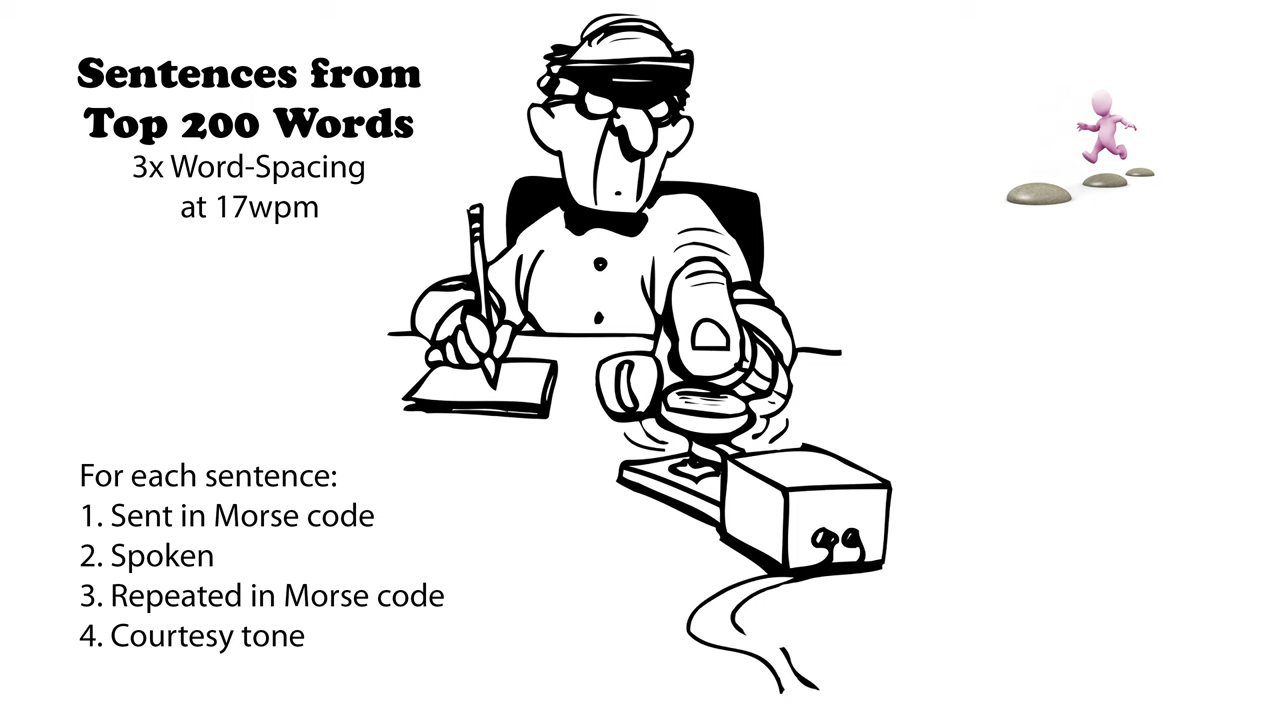 Sentences from
Top 200 Words
3x Word-Spacing
at 17wpm
For each sentence:
1. Sent in Morse code
2. Spoken
3. Repeated in Morse code
4. Courtesy tone